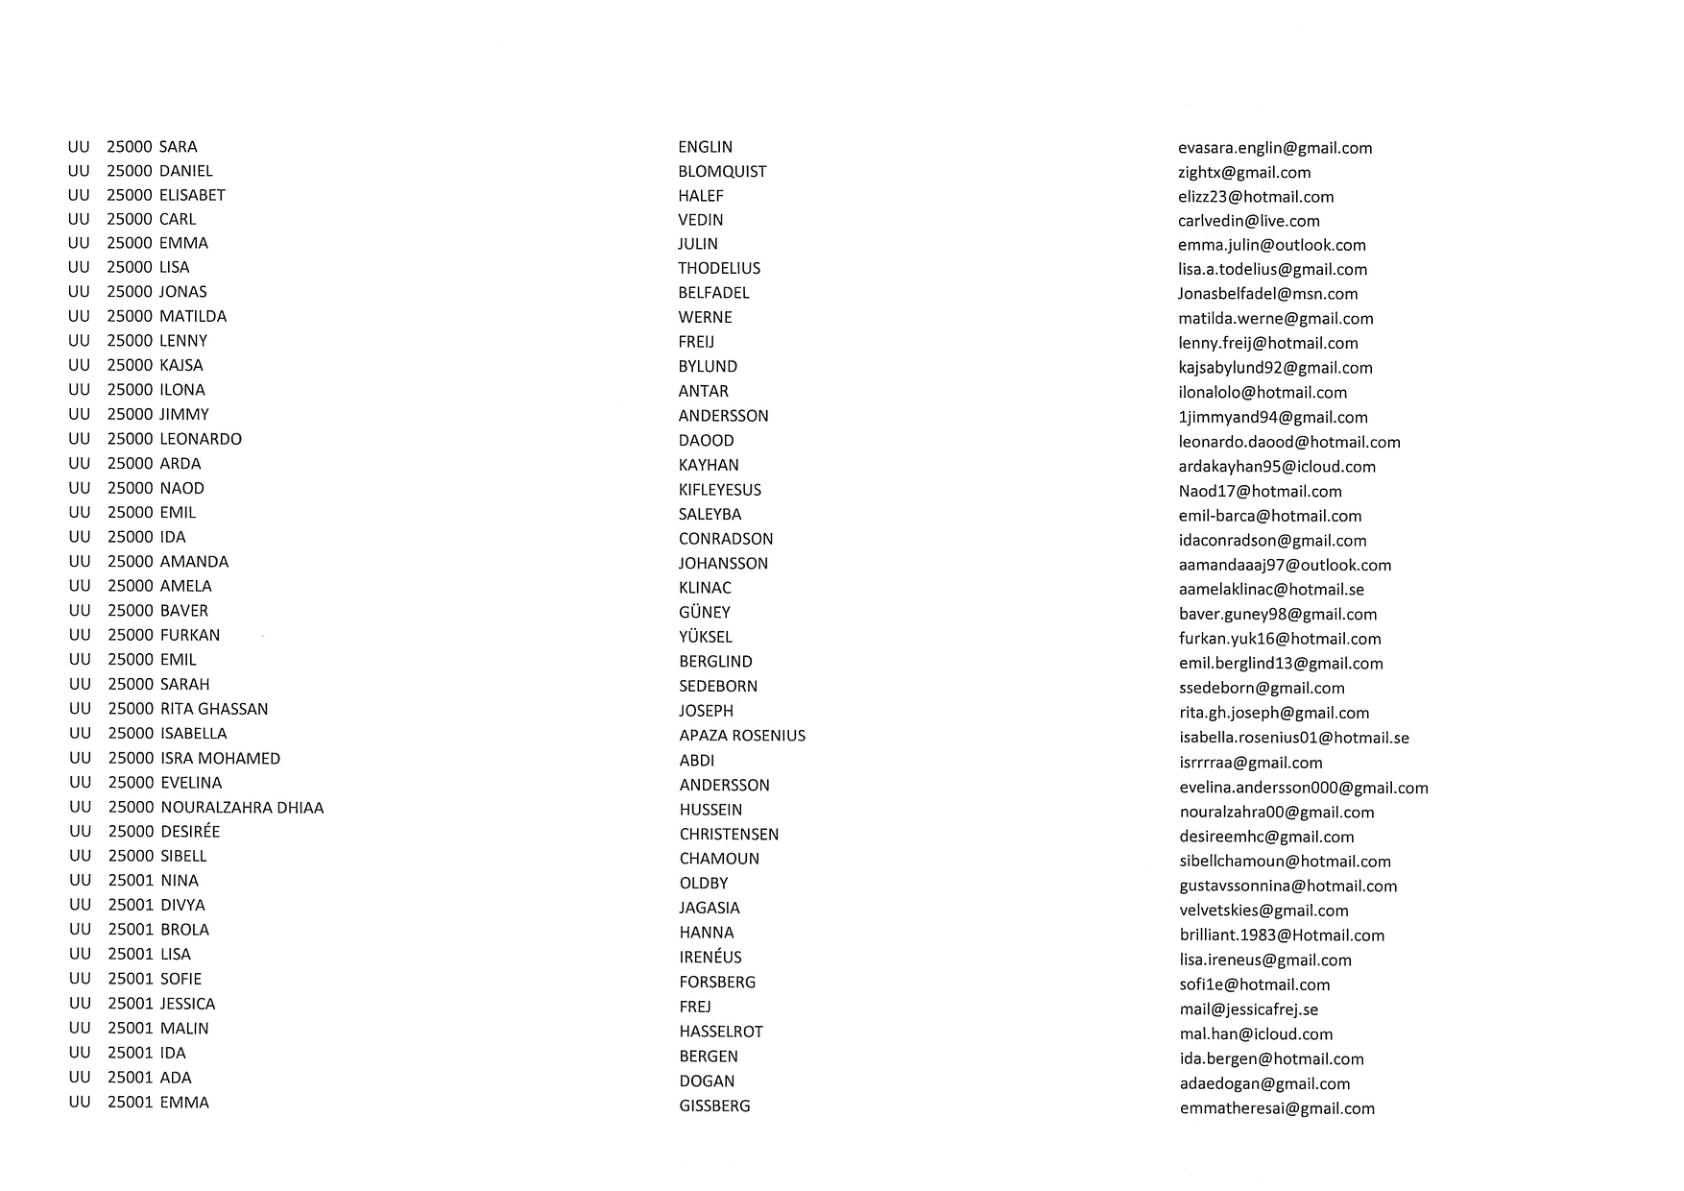 UU 25000 SARA ENGLIN evasara.englin@gmail.com
UU 25000 DANIEL BLOMQUIST zightx@gmail.com
UU 25000 ELISABET HALEF elizz23@hotmail.com
UU 25000 CARL VEDIN carlvedin@live.com
UU 25000 EMMA JULIN emma.julin@outlook.com
UU 25000 LISA THODELIUS lisa.a.todelius@gmail.com
UU 25000 JONAS BELFADEL Jonasbelfadel@msn.com
UU 25000 MATILDA WERNE matilda.werne@gmail.com
UU 25000 LENNY FREIJ lenny.freij@hotmail.com
UU 25000 KAJSA BYLUND kajsabylund92@gmail.com
UU 25000 ILONA ANTAR ilonalolo@hotmail.com
UU 25000 JIMMY ANDERSSON 1jimmyand94@gmail.com
UU 25000 LEONARDO DAOOD leonardo.daood@hotmail.com
UU 25000 ARDA KAYHAN ardakayhan95@icloud.com
UU 25000 NAOD KIFLEYESUS Naod17@hotmail.com
UU 25000 EMIL SALEYBA emil-barca@hotmail.com
UU 25000 IDA CONRADSON idaconradson@gmail.com
UU 25000 AMANDA JOHANSSON aamandaaaj97@outlook.com
UU 25000 AMELA KLINAC aamelaklinac@hotmail.se
UU 25000 BAVER GÜNEY baver.guney98@gmail.com
UU 25000 FURKAN YÜKSEL furkan.yuk16@hotmail.com
UU 25000 EMIL BERGLIND emil.berglind13@gmail.com
UU 25000 SARAH SEDEBORN ssedeborn@gmail.com
UU 25000 RITA GHASSAN JOSEPH rita.gh.joseph@gmail.com
UU 25000 ISABELLA APAZA ROSENIUS isabella.rosenius01@hotmail.se
UU 25000 ISRA MOHAMED ABDI isrrrraa@gmail.com
UU 25000 EVELINA ANDERSSON evelina.andersson000@gmail.com
UU 25000 NOURALZAHRA DHIAA HUSSEIN nouralzahra00@gmail.com
UU 25000 DESIRÉE CHRISTENSEN desireemhc@gmail.com
UU 25000 SIBELL CHAMOUN sibellchamoun@hotmail.com
UU 25001 NINA OLDBY gustavssonnina@hotmail.com
UU 25001 DIVYA JAGASIA velvetskies@gmail.com
UU 25001 BROLA HANNA brilliant.1983@Hotmail.com
UU 25001 LISA IRENÉUS lisa.ireneus@gmail.com
UU 25001 SOFIE FORSBERG sofi1e@hotmail.com
UU 25001 JESSICA FREJ mail@jessicafrej.se
UU 25001 MALIN HASSELROT mal.han@icloud.com
UU 25001 IDA BERGEN ida.bergen@hotmail.com
UU 25001 ADA DOGAN adaedogan@gmail.com
UU 25001 EMMA GISSBERG emmatheresai@gmail.com